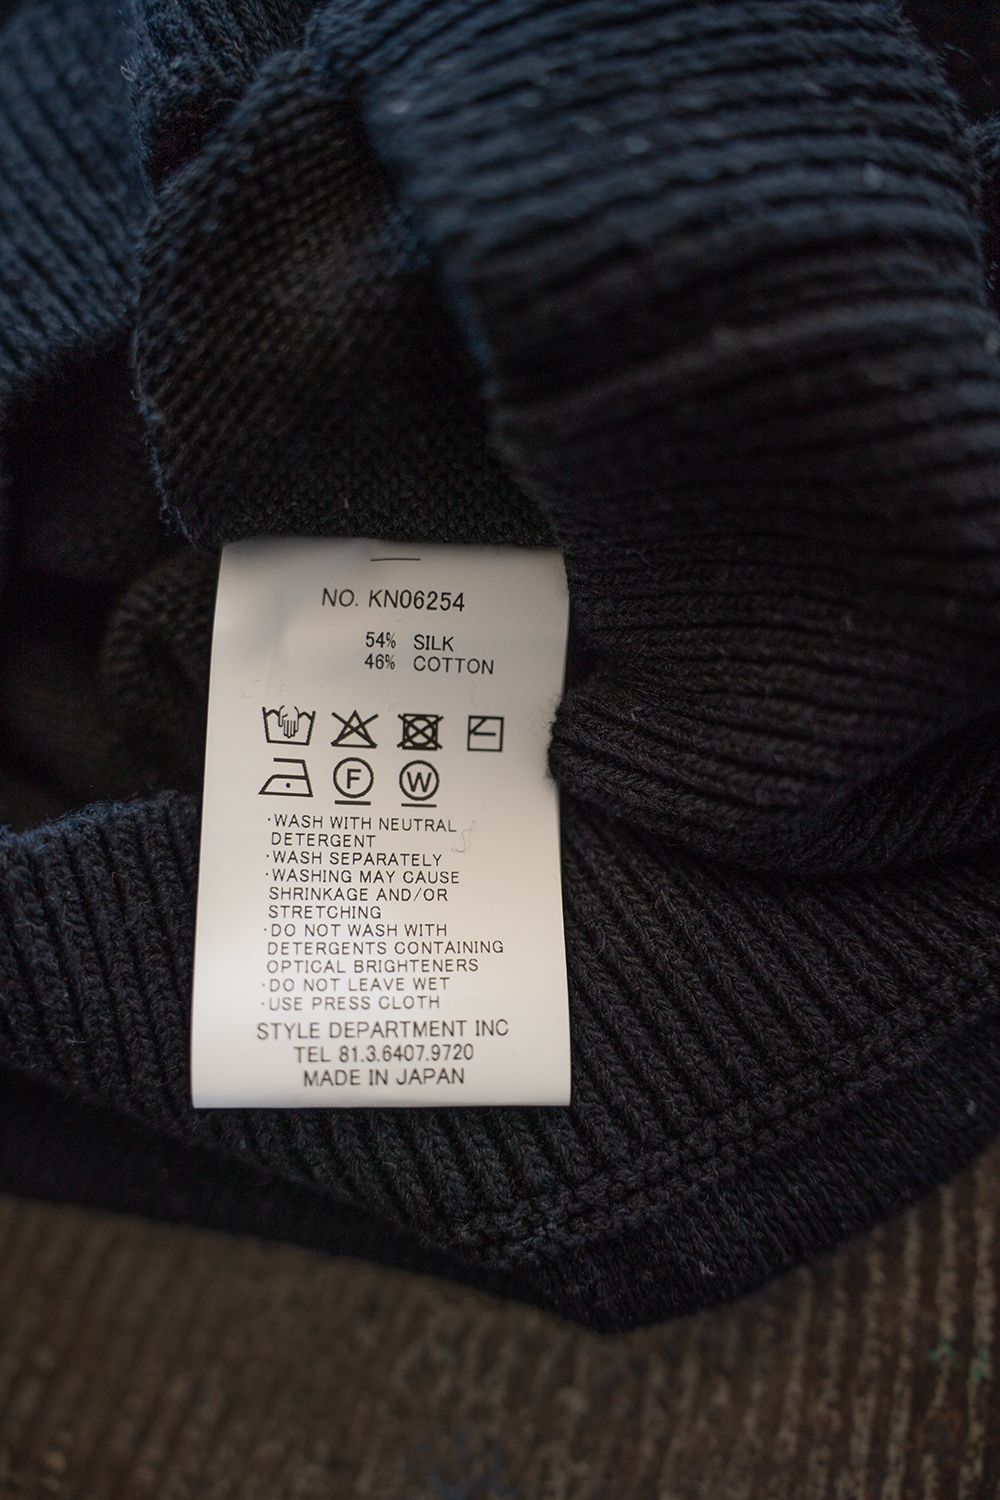 NO. KN06254
54% SILK
46% COTTON
F W
·WASH WITH NEUTRAL
DETERGENT
·WASH SEPARATELY
·WASHING MAY CAUSE
SHRINKAGE AND/OR
STRETCHING
·DO NOT WASH WITH
DETERGENTS CONTAINING
OPTICAL BRIGHTENERS
·DO NOT LEAVE WET
·USE PRESS CLOTH
STYLE DEPARTMENT INC
TEL 81.3.6407.9720
MADE IN JAPAN